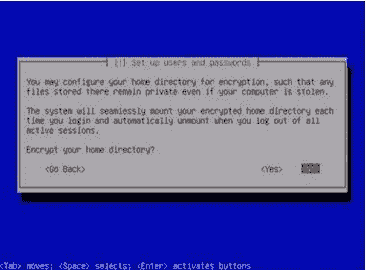 [!] Set up users and passwords
You may configure your home directory for encryption, such that any
files stored there remain private even if your computer is stolen.
The system will seamlessly mount your encrypted home directory each
time you login and automatically unmount when you log out of all
active sessions.
Encrypt your home directory?
<Go Back> <Yes>
<Tab> moves; <Space> selects; <Enter> activates buttons